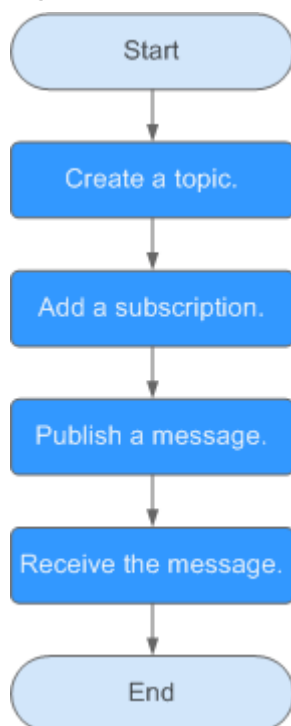 Start
Create a topic.
Add a subscription.
Publish a message.
Receive the message.
End